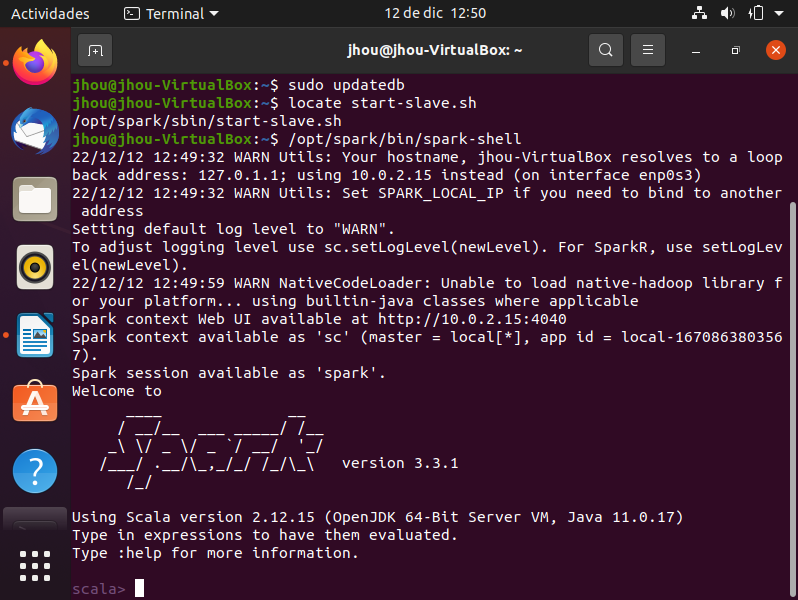 Actividades Terminal 12 de dic 12:50
jhou@jhou-VirtualBox: ~
jhou@jhou-VirtualBox:~$ sudo updatedb
jhou@jhou-VirtualBox:~$ locate start-slave.sh
/opt/spark/sbin/start-slave.sh
jhou@jhou-VirtualBox:~$ /opt/spark/bin/spark-shell
22/12/12 12:49:32 WARN Utils: Your hostname, jhou-VirtualBox resolves to a loop
back address: 127.0.1.1; using 10.0.2.15 instead (on interface enp0s3)
22/12/12 12:49:32 WARN Utils: Set SPARK_LOCAL_IP if you need to bind to another
 address
Setting default log level to "WARN".
To adjust logging level use sc.setLogLevel(newLevel). For SparkR, use setLogLev
el(newLevel).
22/12/12 12:49:59 WARN NativeCodeLoader: Unable to load native-hadoop library f
or your platform... using builtin-java classes where applicable
Spark context Web UI available at http://10.0.2.15:4040
Spark context available as 'sc' (master = local[*], app id = local-167086380356
7).
Spark session available as 'spark'.
Welcome to
      ____              __
     / __/__  ___ _____/ /__
    _\ \/ _ \/ _ `/ __/  '_/
   /___/ .__/\_,_/_/ /_/\_\   version 3.3.1
      /_/
Using Scala version 2.12.15 (OpenJDK 64-Bit Server VM, Java 11.0.17)
Type in expressions to have them evaluated.
Type :help for more information.
scala>